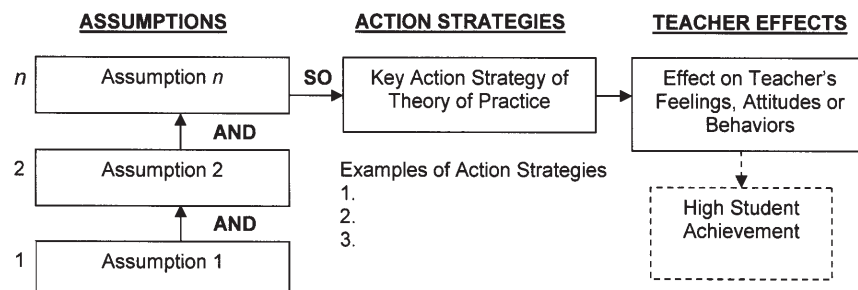 ASSUMPTIONS
ACTION STRATEGIES
TEACHER EFFECTS
n
Assumption n
SO
Key Action Strategy of
Theory of Practice
Effect on Teacher's
Feelings, Attitudes or
Behaviors
AND
2
Assumption 2
Examples of Action Strategies
1.
2.
3.
High Student
Achievement
AND
1
Assumption 1